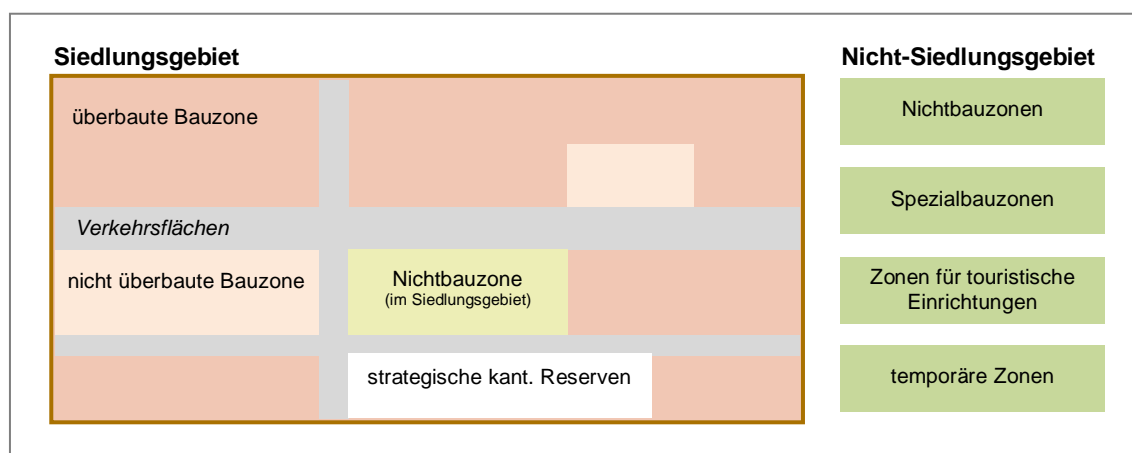 Siedlungsgebiet
überbaute Bauzone
Verkehrsflächen
nicht überbaute Bauzone
Nichtbauzone
(im Siedlungsgebiet)
strategische kant. Reserven
Nicht-Siedlungsgebiet
Nichtbauzonen
Spezialbauzonen
Zonen für touristische
Einrichtungen
temporäre Zonen